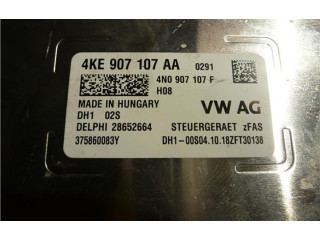 4KE 907 107 AA 0291
4N0 907 107 F
H08
MADE IN HUNGARY
DH1 02S
VW AG
DELPHI 28652664
STEUERGERAET zFAS
375860083Y
DH1-00S04.10.18ZFT30138